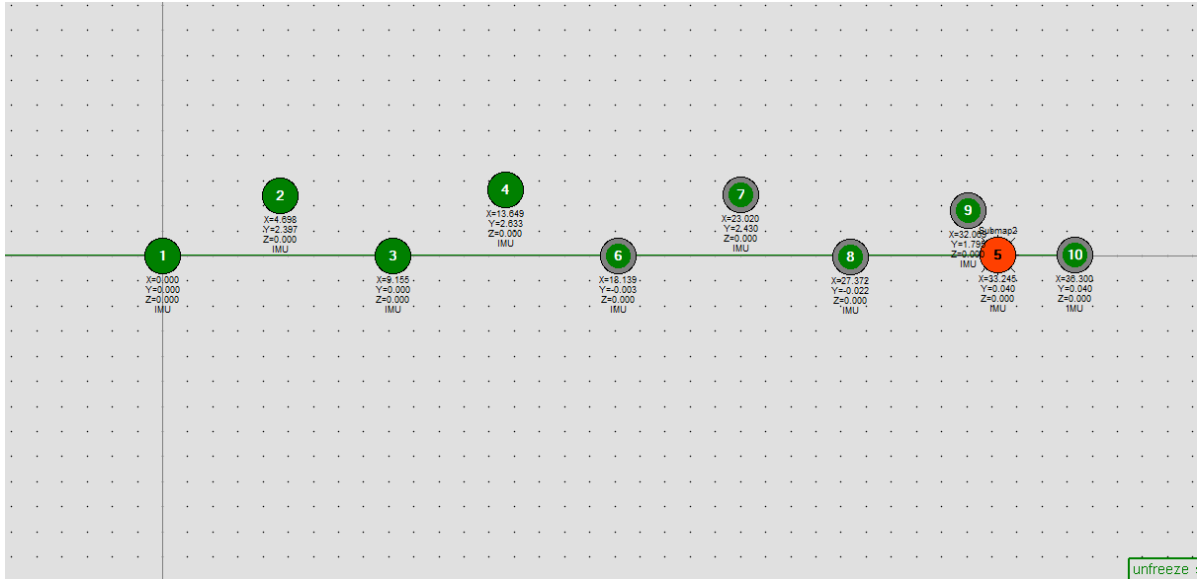 1
X=0.000
Y=0.000
Z=0.000
IMU
2
X=4.698
Y=2.397
Z=0.000
IMU
3
X=9.155
Y=0.000
Z=0.000
IMU
4
X=13.649
Y=2.633
Z=0.000
IMU
6
X=18.139
Y=-0.003
Z=0.000
IMU
7
X=23.020
Y=2.430
Z=0.000
IMU
8
X=27.372
Y=-0.022
Z=0.000
IMU
9
Z=0.000
IMU
5
X=33.245
Y=0.040
Z=0.000
IMU
10
X=36.300
Y=0.040
Z=0.000
IMU
unfreeze